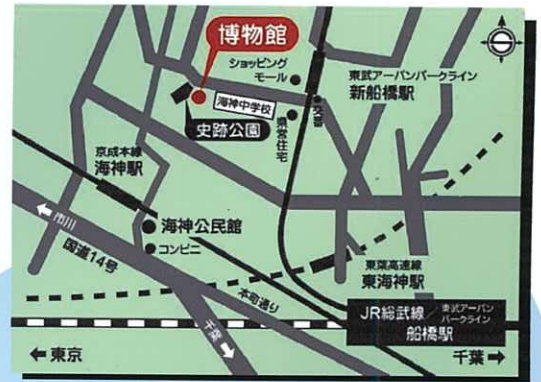 博物館
ショッピング
モール
東武アーバンパークライン
新船橋駅
海神中学校
交番
県営住宅
史跡公園
京成本線
海神駅
市川
海神公民館
国道14号
コンビニ
東葉高速線
東海神駅
本町通り
千葉
JR総武線
東武アーバン
パークライン
船橋駅
東京
千葉